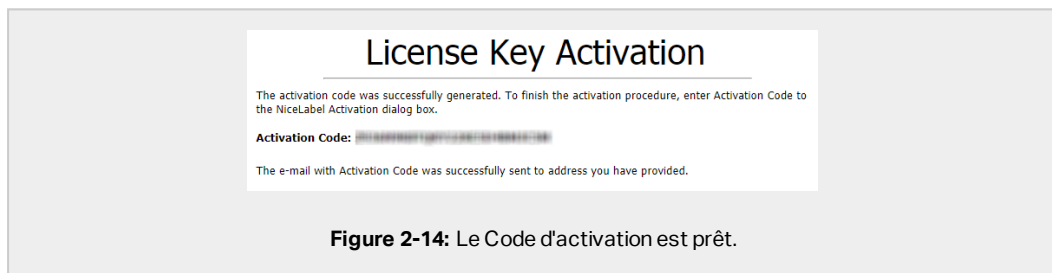 License Key Activation
The activation code was successfully generated. To finish the activation procedure, enter Activation Code to
the NiceLabel Activation dialog box.
Activation Code:
The e-mail with Activation Code was successfully sent to address you have provided.
Figure 2-14: Le Code d'activation est prêt.